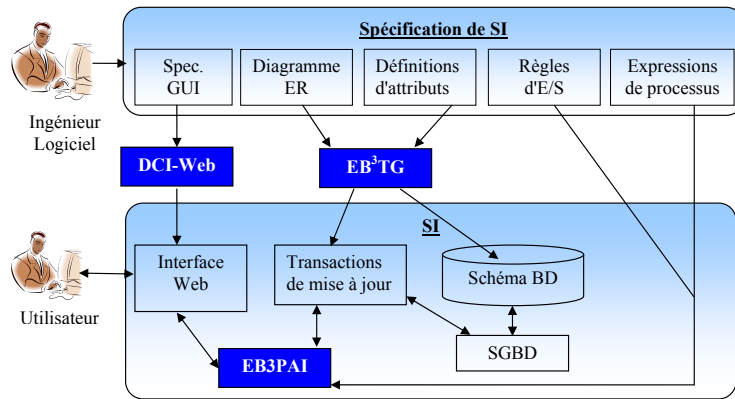 Spécification de SI
Spec.
GUI
Diagramme
ER
Définitions
d'attributs
Règles
d'E/S
Expressions
de processus
Ingénieur
Logiciel
DCI-Web
EB³TG
SI
Interface
Web
Transactions
de mise à jour
Schéma BD
Utilisateur
SGBD
EB3PAI